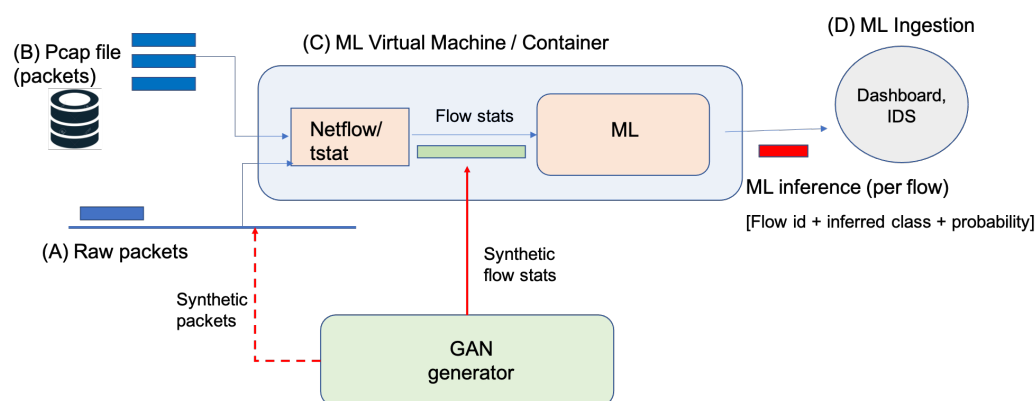 (B) Pcap file
(packets)
(C) ML Virtual Machine / Container
(D) ML Ingestion
Netflow/
tstat
Flow stats
ML
Dashboard,
IDS
ML inference (per flow)
[Flow id + inferred class + probability]
(A) Raw packets
Synthetic
packets
Synthetic
flow stats
GAN
generator